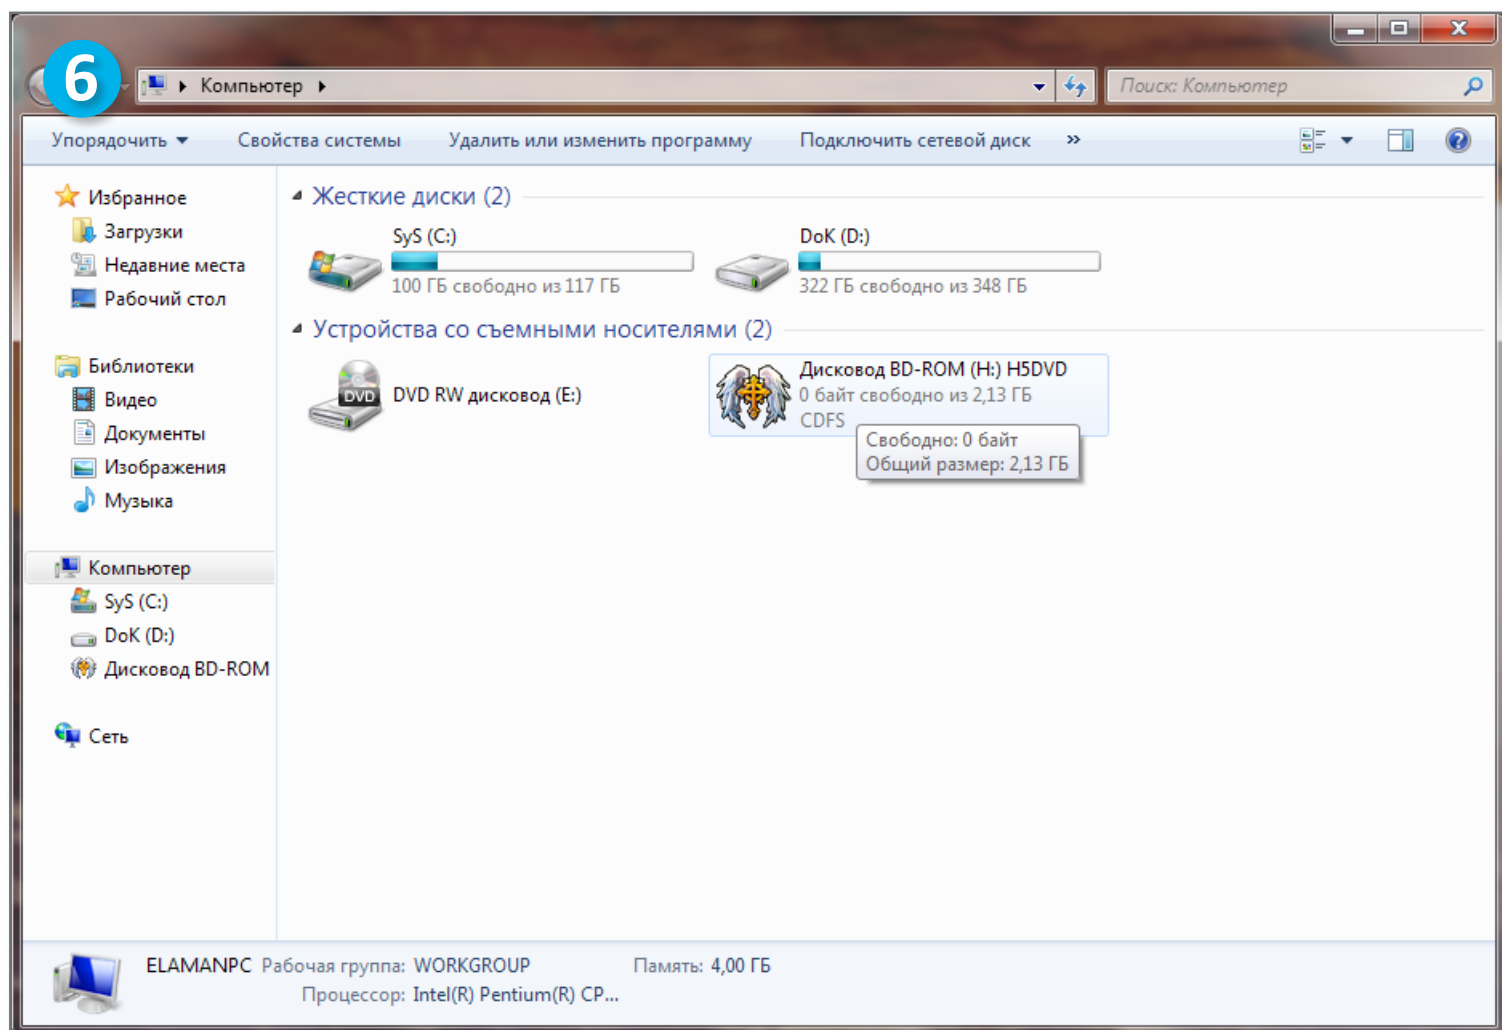 6
Компьютер
Поиск: Компьютер
Упорядочить Свойства системы Удалить или изменить программу Подключить сетевой диск »
Избранное
Загрузки
Недавние места
Рабочий стол
Библиотеки
Видео
Документы
Изображения
Музыка
Компьютер
SyS (C:)
DoK (D:)
Дисковод BD-ROM
Сеть
Жесткие диски (2)
SyS (C:)
100 ГБ свободно из 117 ГБ
DoK (D:)
322 ГБ свободно из 348 ГБ
Устройства со съемными носителями (2)
DVD
DVD RW дисковод (E:)
Дисковод BD-ROM (H:) H5DVD
0 байт свободно из 2,13 ГБ
CDFS
Свободно: 0 байт
Общий размер: 2,13 ГБ
ELAMANPC Рабочая группа: WORKGROUP Память: 4,00 ГБ
Процессор: Intel(R) Pentium(R) CP...